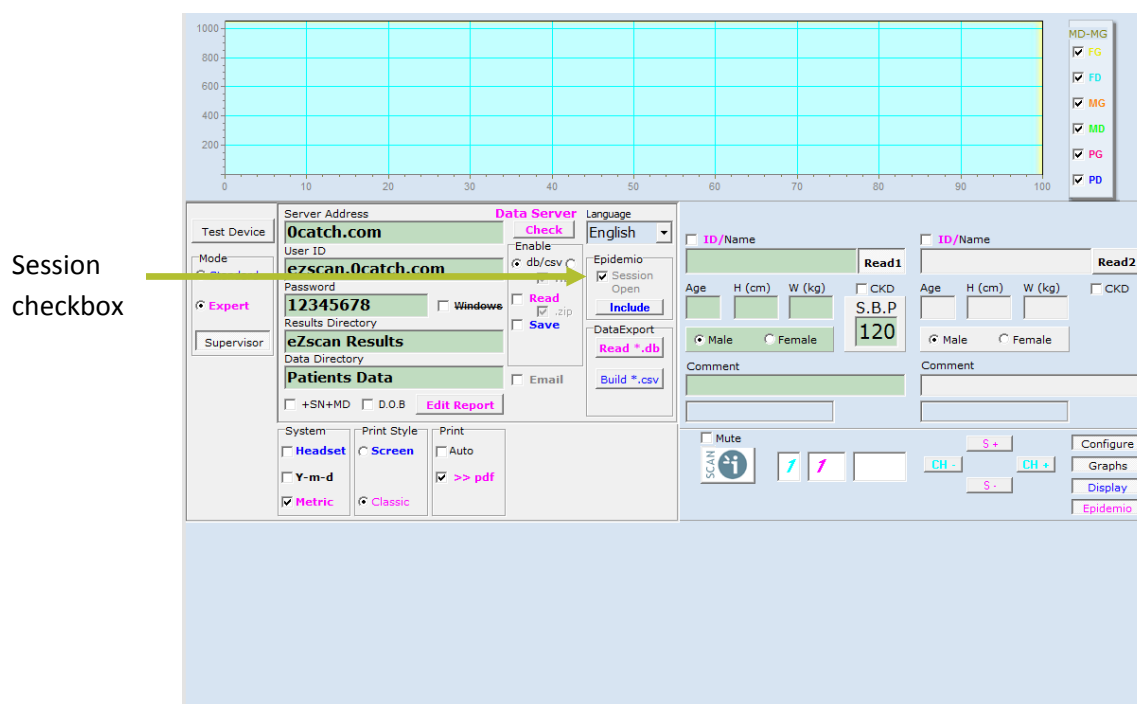 1000
800
600
400
200
0 10 20 30 40 50 60 70 80 90 100
MD-MG
FG
FD
MG
MD
PG
PD
Session
checkbox
Test Device
Mode
Expert
Supervisor
Server Address
Data Server
0catch.com
Check
User ID
ezscan.0catch.com
Password
12345678
Windows
Results Directory
eZscan Results
Data Directory
Patients Data
+SN+MD
D.O.B
Edit Report
Enable
db/csv
Read
.zip
Save
Email
Language
English
Epidemio
Session
Open
Include
DataExport
Read *.db
Build *.csv
System
Headset
Y-m-d
Metric
Print Style
Screen
Classic
Print
Auto
>> pdf
ID/Name
Read1
Age H (cm) W (kg) CKD
S.B.P
120
Male Female
Comment
ID/Name
Read2
Age H (cm) W (kg) CKD
Male Female
Comment
Mute
SCAN
1 1
S +
CH - CH +
S -
Configure
Graphs
Display
Epidemio